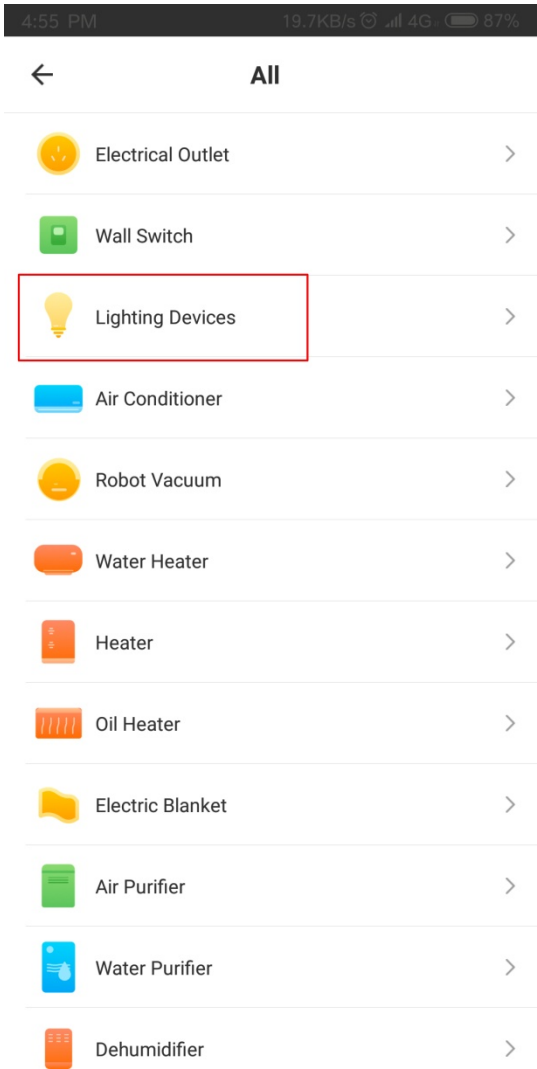 4:55 PM 19.7KB/s 4G 87%
All
Electrical Outlet
Wall Switch
Lighting Devices
Air Conditioner
Robot Vacuum
Water Heater
Heater
Oil Heater
Electric Blanket
Air Purifier
Water Purifier
Dehumidifier